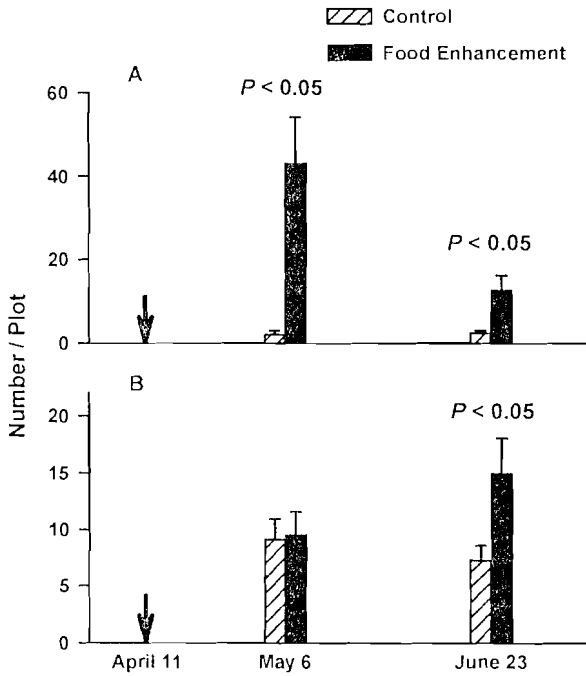 Control
Food Enhancement
A
P < 0.05
P < 0.05
60
40
20
0
Number / Plot
B
P < 0.05
20
15
10
5
0
April 11
May 6
June 23